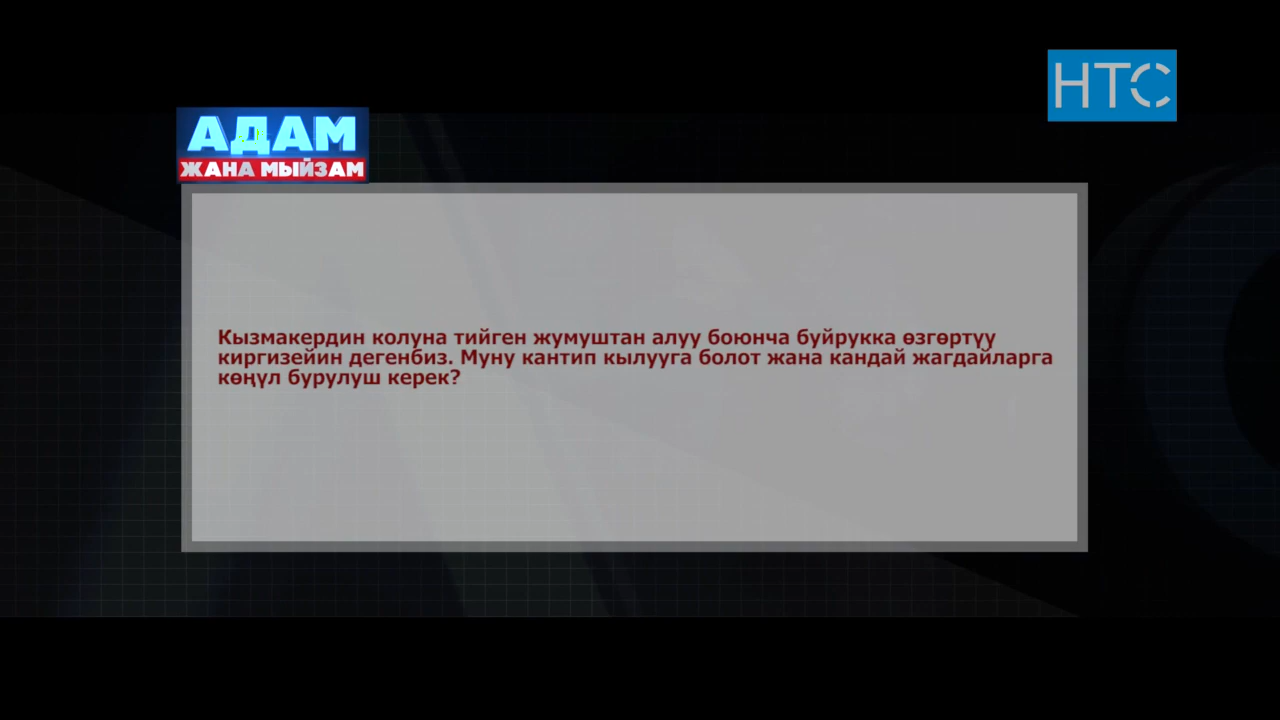 НТС
АДАМ
ЖАНА МЫЙЗАМ
Кызмакердин колуна тийген жумуштан алуу боюнча буйрукка өзгөртүү
киргизейин дегенбиз. Муну кантип кылууга болот жана кандай жагдайларга
көңүл бурулуш керек?